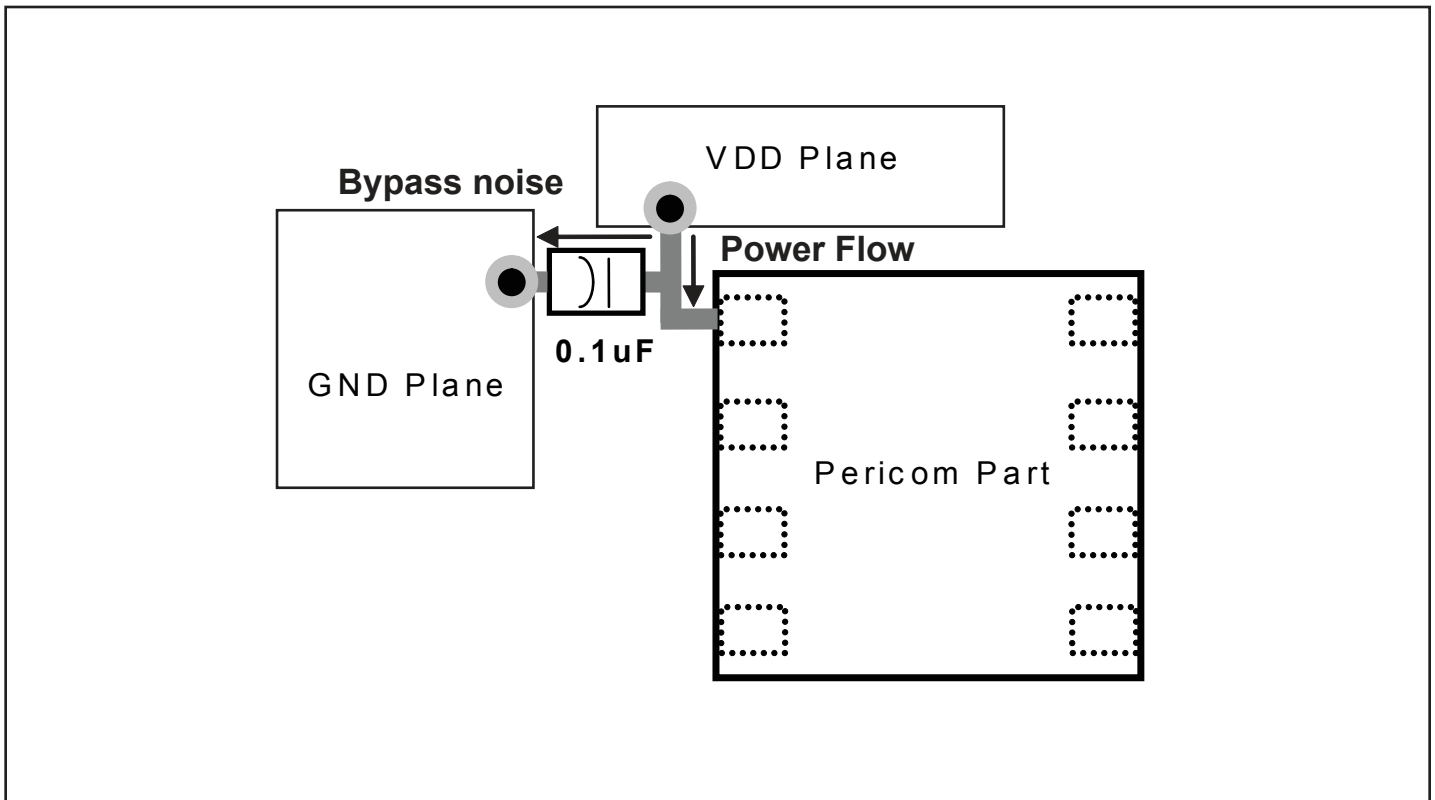 VDD Plane
Bypass noise
Power Flow
0.1uF
GND Plane
Pericom Part